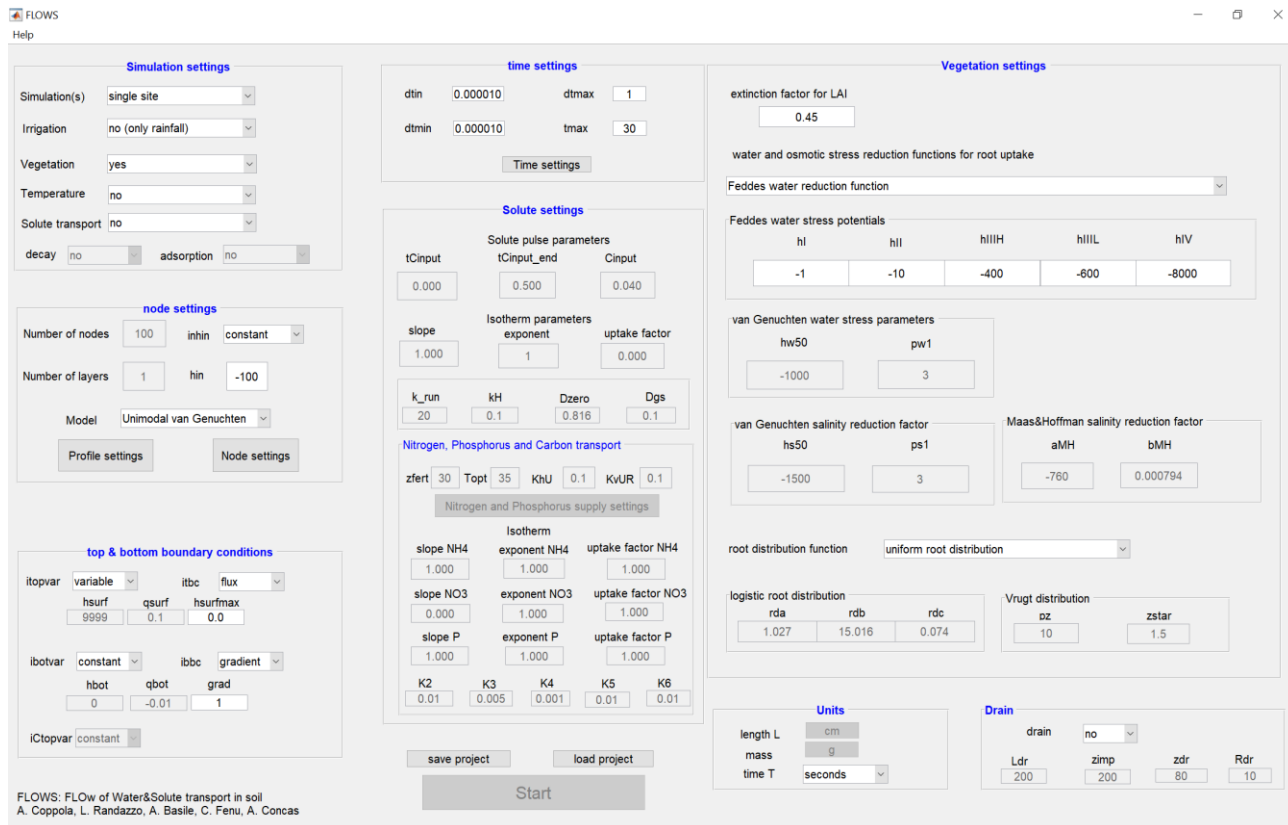 FLOWS
Help
Simulation settings
Simulation(s) single site
Irrigation no (only rainfall)
Vegetation yes
Temperature no
Solute transport no
decay no adsorption no
node settings
Number of nodes 100 inhin constant
Number of layers 1 hin -100
Model Unimodal van Genuchten
Profile settings Node settings
top & bottom boundary conditions
itopvar variable itbc flux
hsurf qsurf hsurfmax
9999 0.1 0.0
ibotvar constant ibbc gradient
hbot qbot grad
0 -0.01 1
iCtopvar constant
FLOWS: FLOw of Water&Solute transport in soil
A. Coppola, L. Randazzo, A. Basile, C. Fenu, A. Concas
time settings
dtin 0.000010 dtmax 1
dtmin 0.000010 tmax 30
Time settings
Solute settings
Solute pulse parameters
tCinput tCinput_end Cinput
0.000 0.500 0.040
Isotherm parameters
slope exponent uptake factor
1.000 1 0.000
k_run kH Dzero Dgs
20 0.1 0.816 0.1
Nitrogen, Phosphorus and Carbon transport
zfert 30 Topt 35 KhU 0.1 KvUR 0.1
Nitrogen and Phosphorus supply settings
Isotherm
slope NH4 exponent NH4 uptake factor NH4
1.000 1.000 1.000
slope NO3 exponent NO3 uptake factor NO3
0.000 1.000 1.000
slope P exponent P uptake factor P
1.000 1.000 1.000
K2 K3 K4 K5 K6
0.01 0.005 0.001 0.01 0.01
save project load project
Start
Vegetation settings
extinction factor for LAI
0.45
water and osmotic stress reduction functions for root uptake
Feddes water reduction function
Feddes water stress potentials
hI hII hIIIH hIIIL hIV
-1 -10 -400 -600 -8000
van Genuchten water stress parameters
hw50 pw1
-1000 3
van Genuchten salinity reduction factor
hs50 ps1
-1500 3
Maas&Hoffman salinity reduction factor
aMH bMH
-760 0.000794
root distribution function uniform root distribution
logistic root distribution
rda rdb rdc
1.027 15.016 0.074
Vrugt distribution
pz zstar
10 1.5
Units
length L cm
mass g
time T seconds
Drain
drain no
Ldr zimp zdr Rdr
200 200 80 10